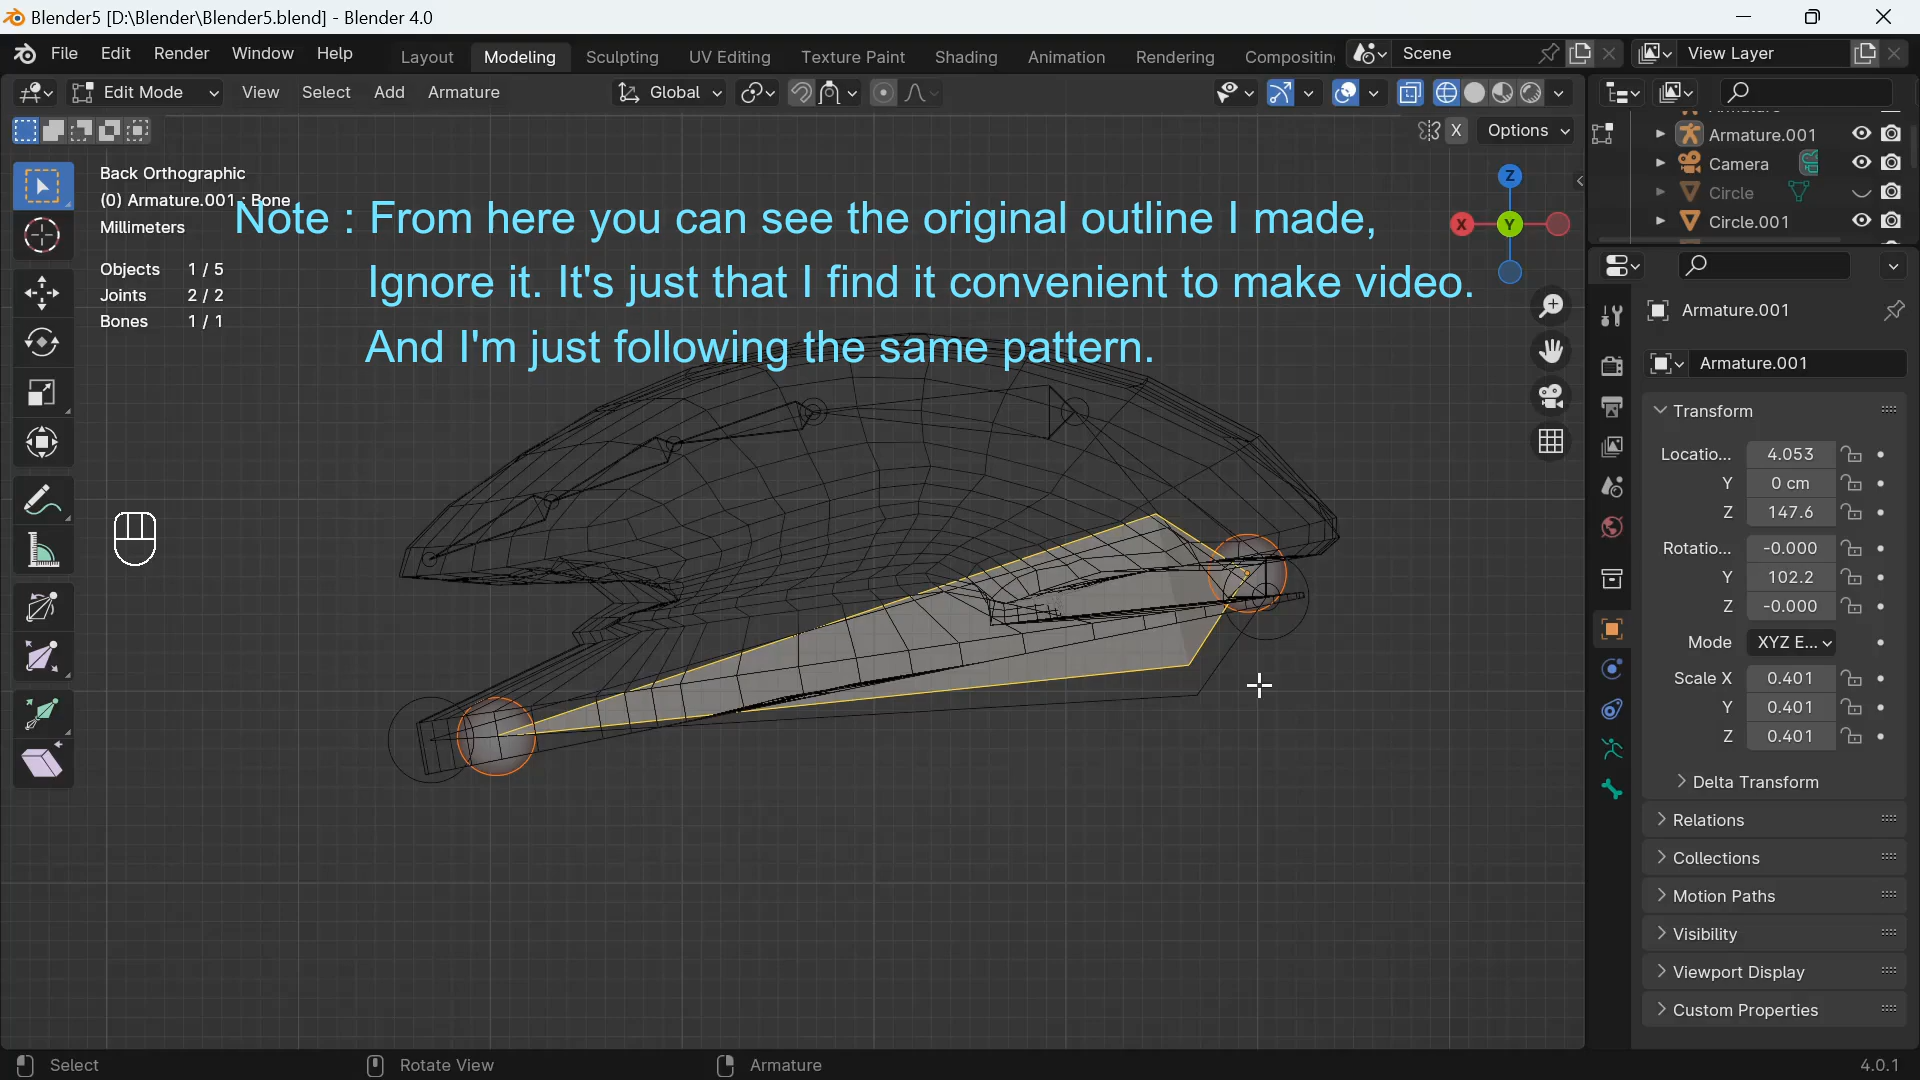 Blender5 [D:\Blender\Blender5.blend] - Blender 4.0
File Edit Render Window Help Layout Modeling Sculpting UV Editing Texture Paint Shading Animation Rendering Compositin Scene View Layer
Edit Mode View Select Add Armature Global
X Options
Armature.001
Camera
Circle
Circle.001
Back Orthographic
(0) Armature.001 : Bone
Millimeters
Objects 1 / 5
Joints 2 / 2
Bones 1 / 1
Note : From here you can see the original outline I made,
Ignore it. It's just that I find it convenient to make video.
And I'm just following the same pattern.
Z
X
Y
Armature.001
Armature.001
Transform
Locatio... 4.053
Y 0 cm
Z 147.6
Rotatio... -0.000
Y 102.2
Z -0.000
Mode XYZ E...
Scale X 0.401
Y 0.401
Z 0.401
Delta Transform
Relations
Collections
Motion Paths
Visibility
Viewport Display
Custom Properties
Select Rotate View Armature 4.0.1